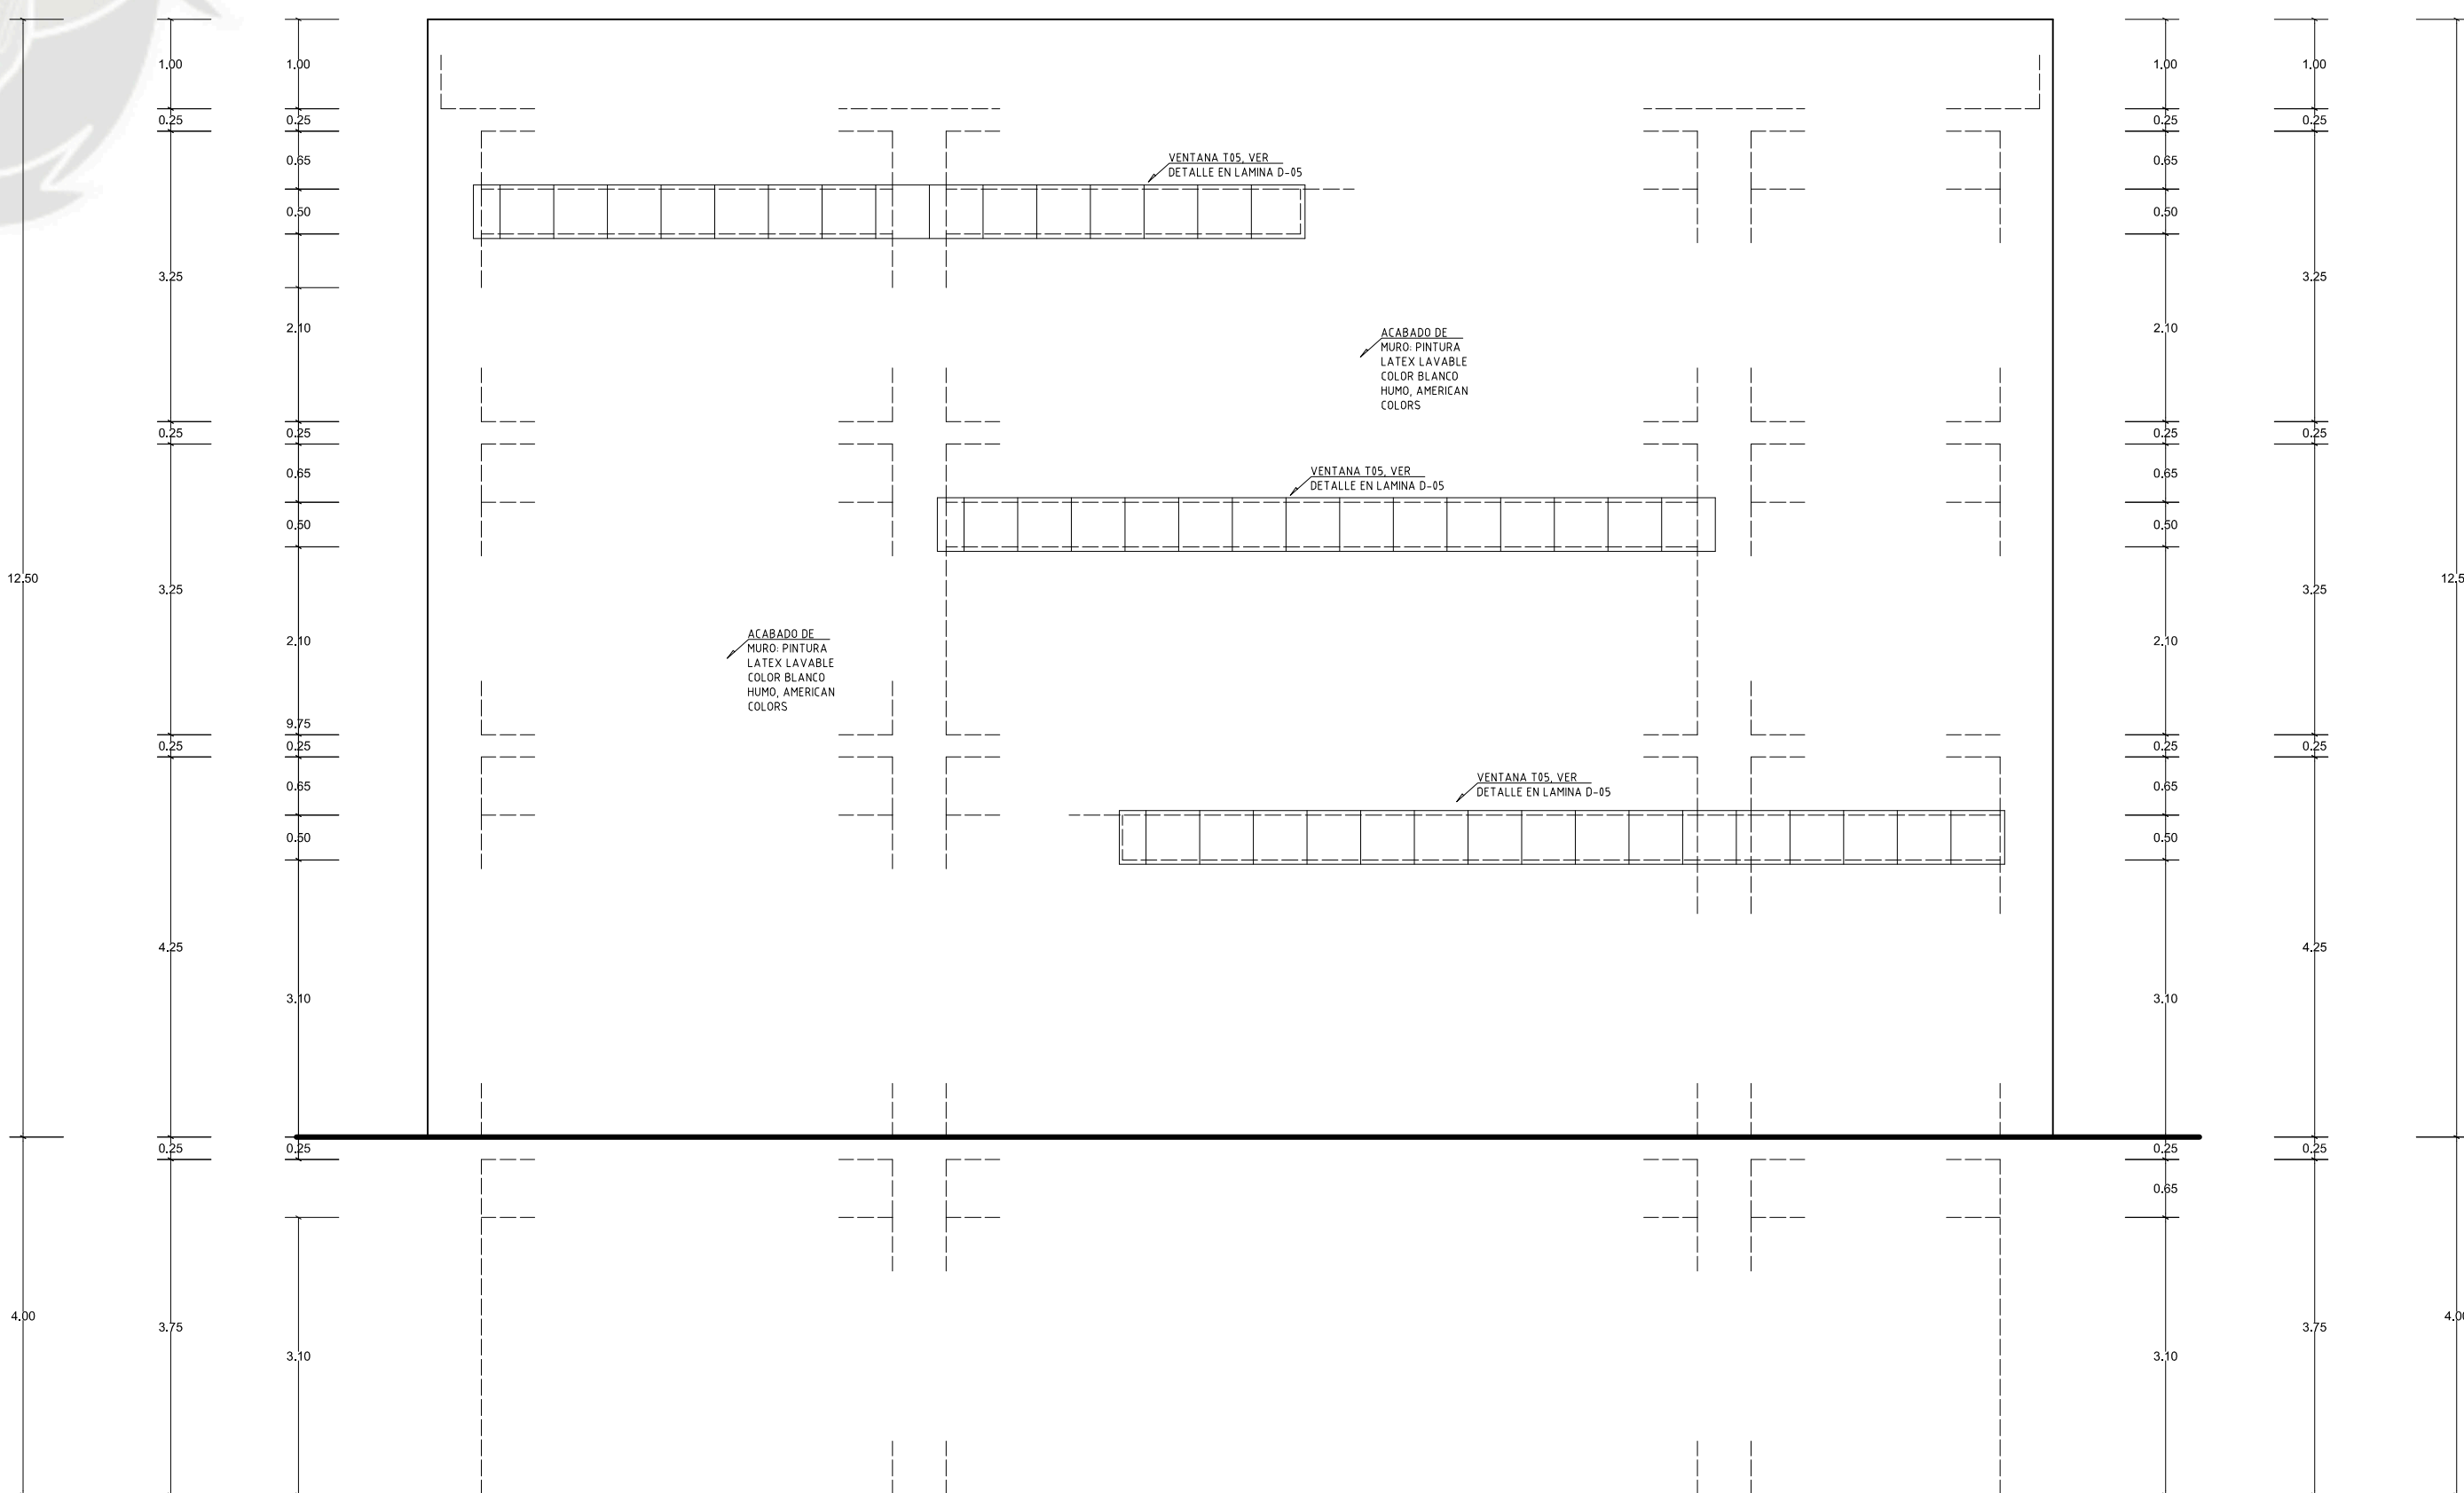 1.00 1.00 1.00 1.00
0.25 0.25 0.25 0.25
0.65 0.65
VENTANA T05, VER
DETALLE EN LAMINA D-05
0.50 0.50
3.25 3.25
2.10 2.10
ACABADO DE
MURO: PINTURA
LATEX LAVABLE
COLOR BLANCO
HUMO, AMERICAN
COLORS
0.25 0.25 0.25 0.25
0.65 0.65
VENTANA T05, VER
DETALLE EN LAMINA D-05
0.50 0.50
12.50 12.5
3.25 3.25
2.10 2.10
ACABADO DE
MURO: PINTURA
LATEX LAVABLE
COLOR BLANCO
HUMO, AMERICAN
COLORS
9.75
0.25 0.25 0.25 0.25
0.65 0.65
VENTANA T05, VER
DETALLE EN LAMINA D-05
0.50 0.50
4.25 4.25
3.10 3.10
0.25 0.25 0.25 0.25
0.65
4.00 4.00
3.75 3.75
3.10 3.10